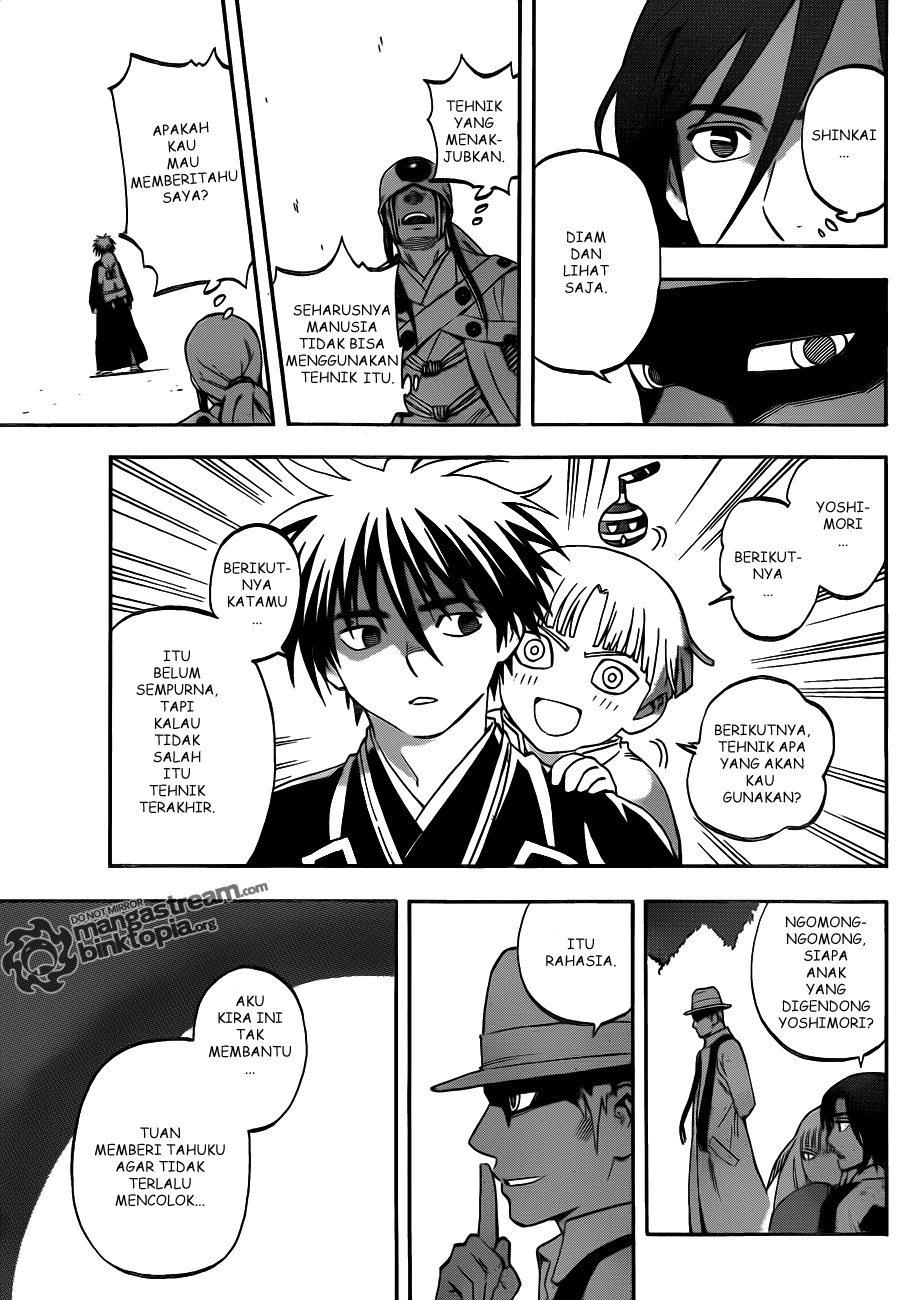 SHINKAI
...
DIAM
DAN
LIHAT
SAJA.
TEHNIK
YANG
MENAK-
JUBKAN.
SEHARUSNYA
MANUSIA
TIDAK BISA
MENGGUNAKAN
TEHNIK ITU.
APAKAH
KAU
MAU
MEMBERITAHU
SAYA?
YOSHI-
MORI
...
BERIKUT-
NYA
...
BERIKUTNYA,
TEHNIK APA
YANG AKAN
KAU
GUNAKAN?
BERIKUT-
NYA
KATAMU
...
ITU
BELUM
SEMPURNA,
TAPI
KALAU
TIDAK
SALAH
ITU
TEHNIK
TERAKHIR.
NGOMONG-
NGOMONG,
SIAPA
ANAK
YANG
DIGENDONG
YOSHIMORI?
ITU
RAHASIA.
AKU
KIRA INI
TAK
MEMBANTU
...
TUAN
MEMBERI TAHUKU
AGAR TIDAK
TERLALU
MENCOLOK...
DO NOT MIRROR
mangastream.com
binktopia.org